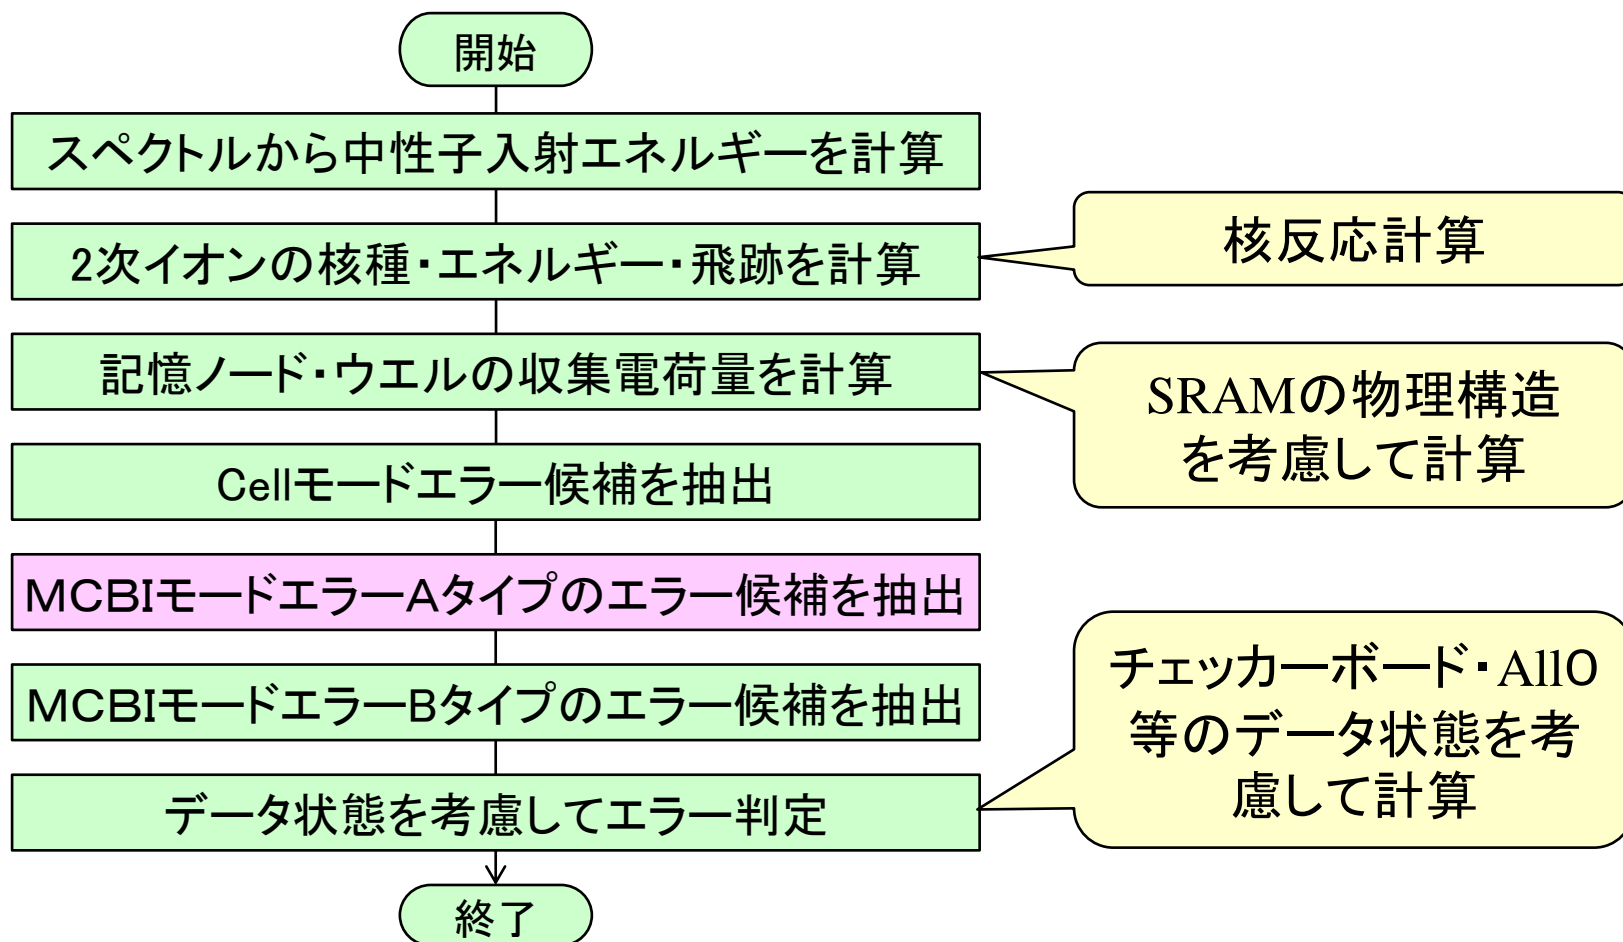 開始
スペクトルから中性子入射エネルギーを計算
2次イオンの核種・エネルギー・飛跡を計算
核反応計算
記憶ノード・ウエルの収集電荷量を計算
SRAMの物理構造
を考慮して計算
Cellモードエラー候補を抽出
MCBIモードエラーAタイプのエラー候補を抽出
MCBIモードエラーBタイプのエラー候補を抽出
チェッカーボード・All0
等のデータ状態を考
慮して計算
データ状態を考慮してエラー判定
終了